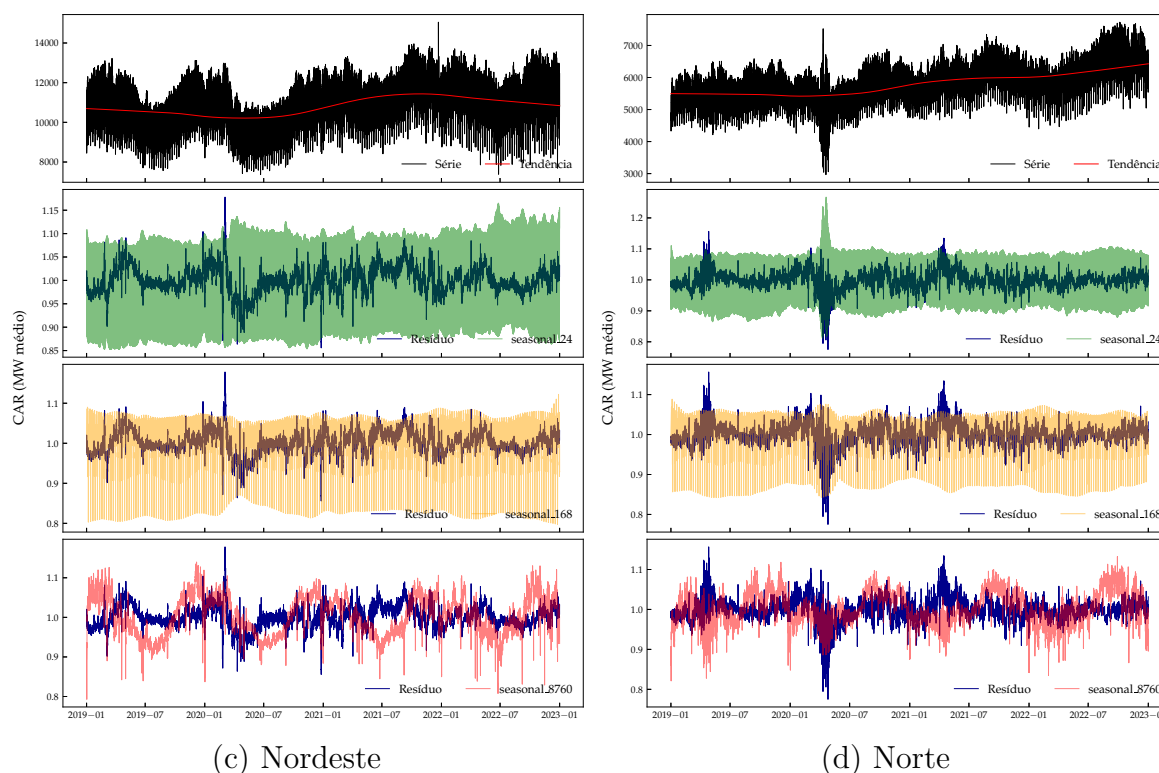 14000
12000
10000
8000
Série
Tendência
1.15
1.10
1.05
1.00
0.95
0.90
0.85
Resíduo
seasonal_24
CAR (MW médio)
1.1
1.0
0.9
0.8
Resíduo
seasonal_168
1.1
1.0
0.9
0.8
Resíduo
seasonal_8760
2019−01
2019−07
2020−01
2020−07
2021−01
2021−07
2022−01
2022−07
2023−01
(c) Nordeste
7000
6000
5000
4000
3000
Série
Tendência
1.2
1.1
1.0
0.9
0.8
Resíduo
seasonal_24
CAR (MW médio)
1.1
1.0
0.9
0.8
Resíduo
seasonal_168
1.1
1.0
0.9
0.8
Resíduo
seasonal_8760
2019−01
2019−07
2020−01
2020−07
2021−01
2021−07
2022−01
2022−07
2023−0
(d) Norte